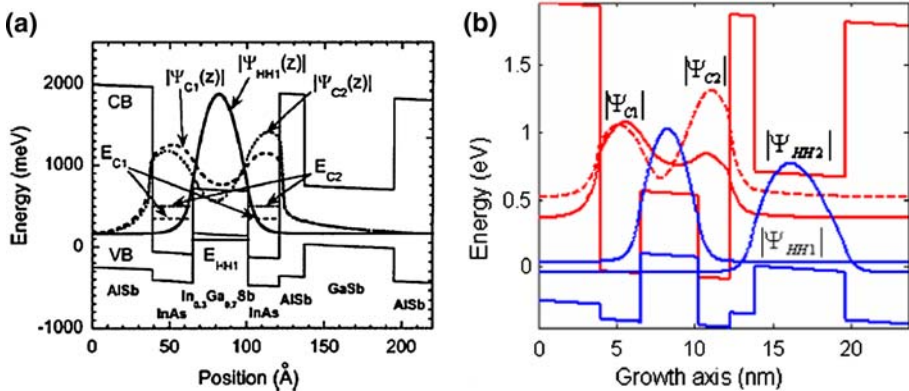 (a)
|Ψ_C1(z)| |Ψ_HH1(z)| |Ψ_C2(z)|
2000
1000
0
-1000
Energy (meV)
CB
E_C1
E_C2
VB
E_HH1
AlSb In0.3Ga0.7Sb AlSb GaSb AlSb
InAs InAs
0 50 100 150 200
Position (Å)
(b)
1.5
1
0.5
0
Energy (eV)
|Ψ_C1| |Ψ_C2|
|Ψ_HH2|
|Ψ_HH1|
0 5 10 15 20
Growth axis (nm)